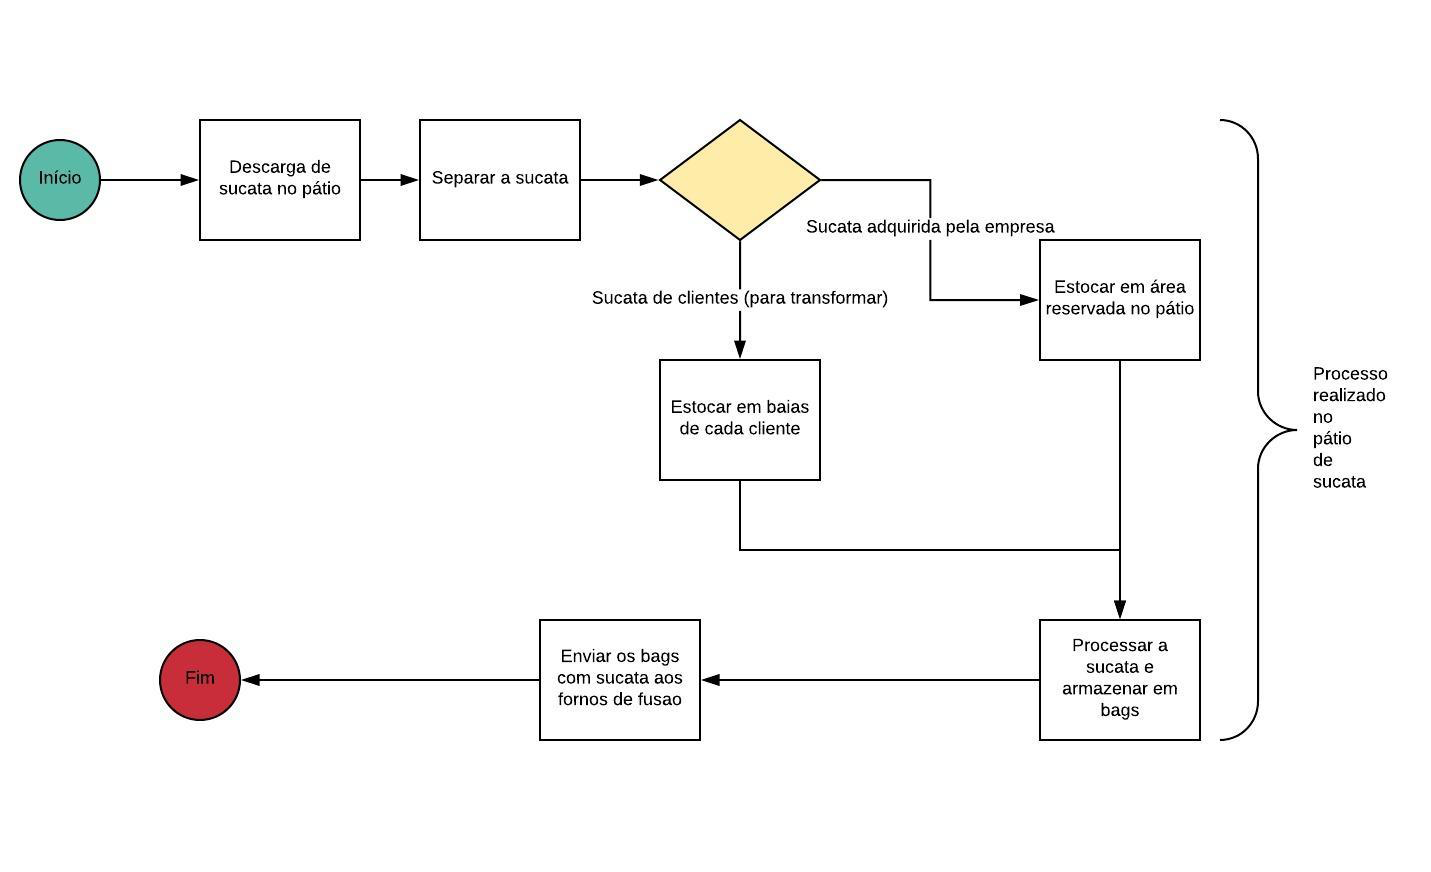 Início
Descarga de
sucata no pátio
Separar a sucata
Sucata adquirida pela empresa
Sucata de clientes (para transformar)
Estocar em área
reservada no pátio
Estocar em baias
de cada cliente
Processo
realizado
no
pátio
de
sucata
Processar a
sucata e
armazenar em
bags
Enviar os bags
com sucata aos
fornos de fusao
Fim